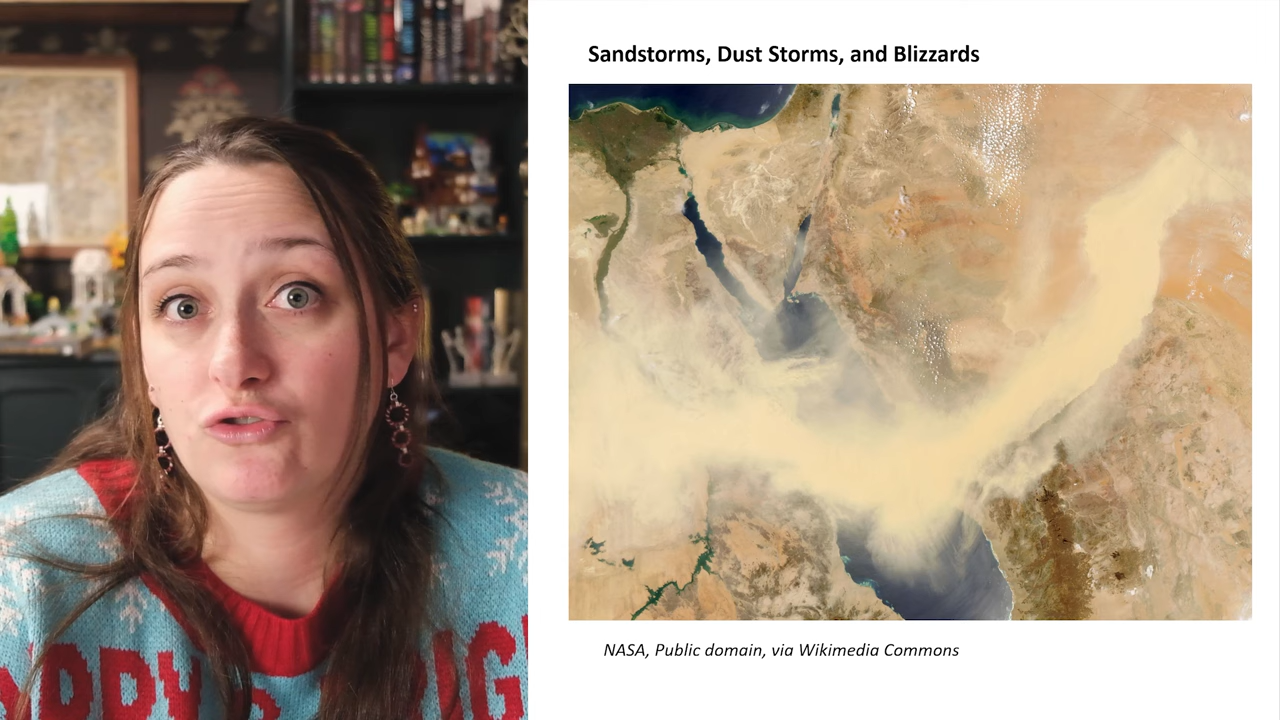 Sandstorms, Dust Storms, and Blizzards
NASA, Public domain, via Wikimedia Commons